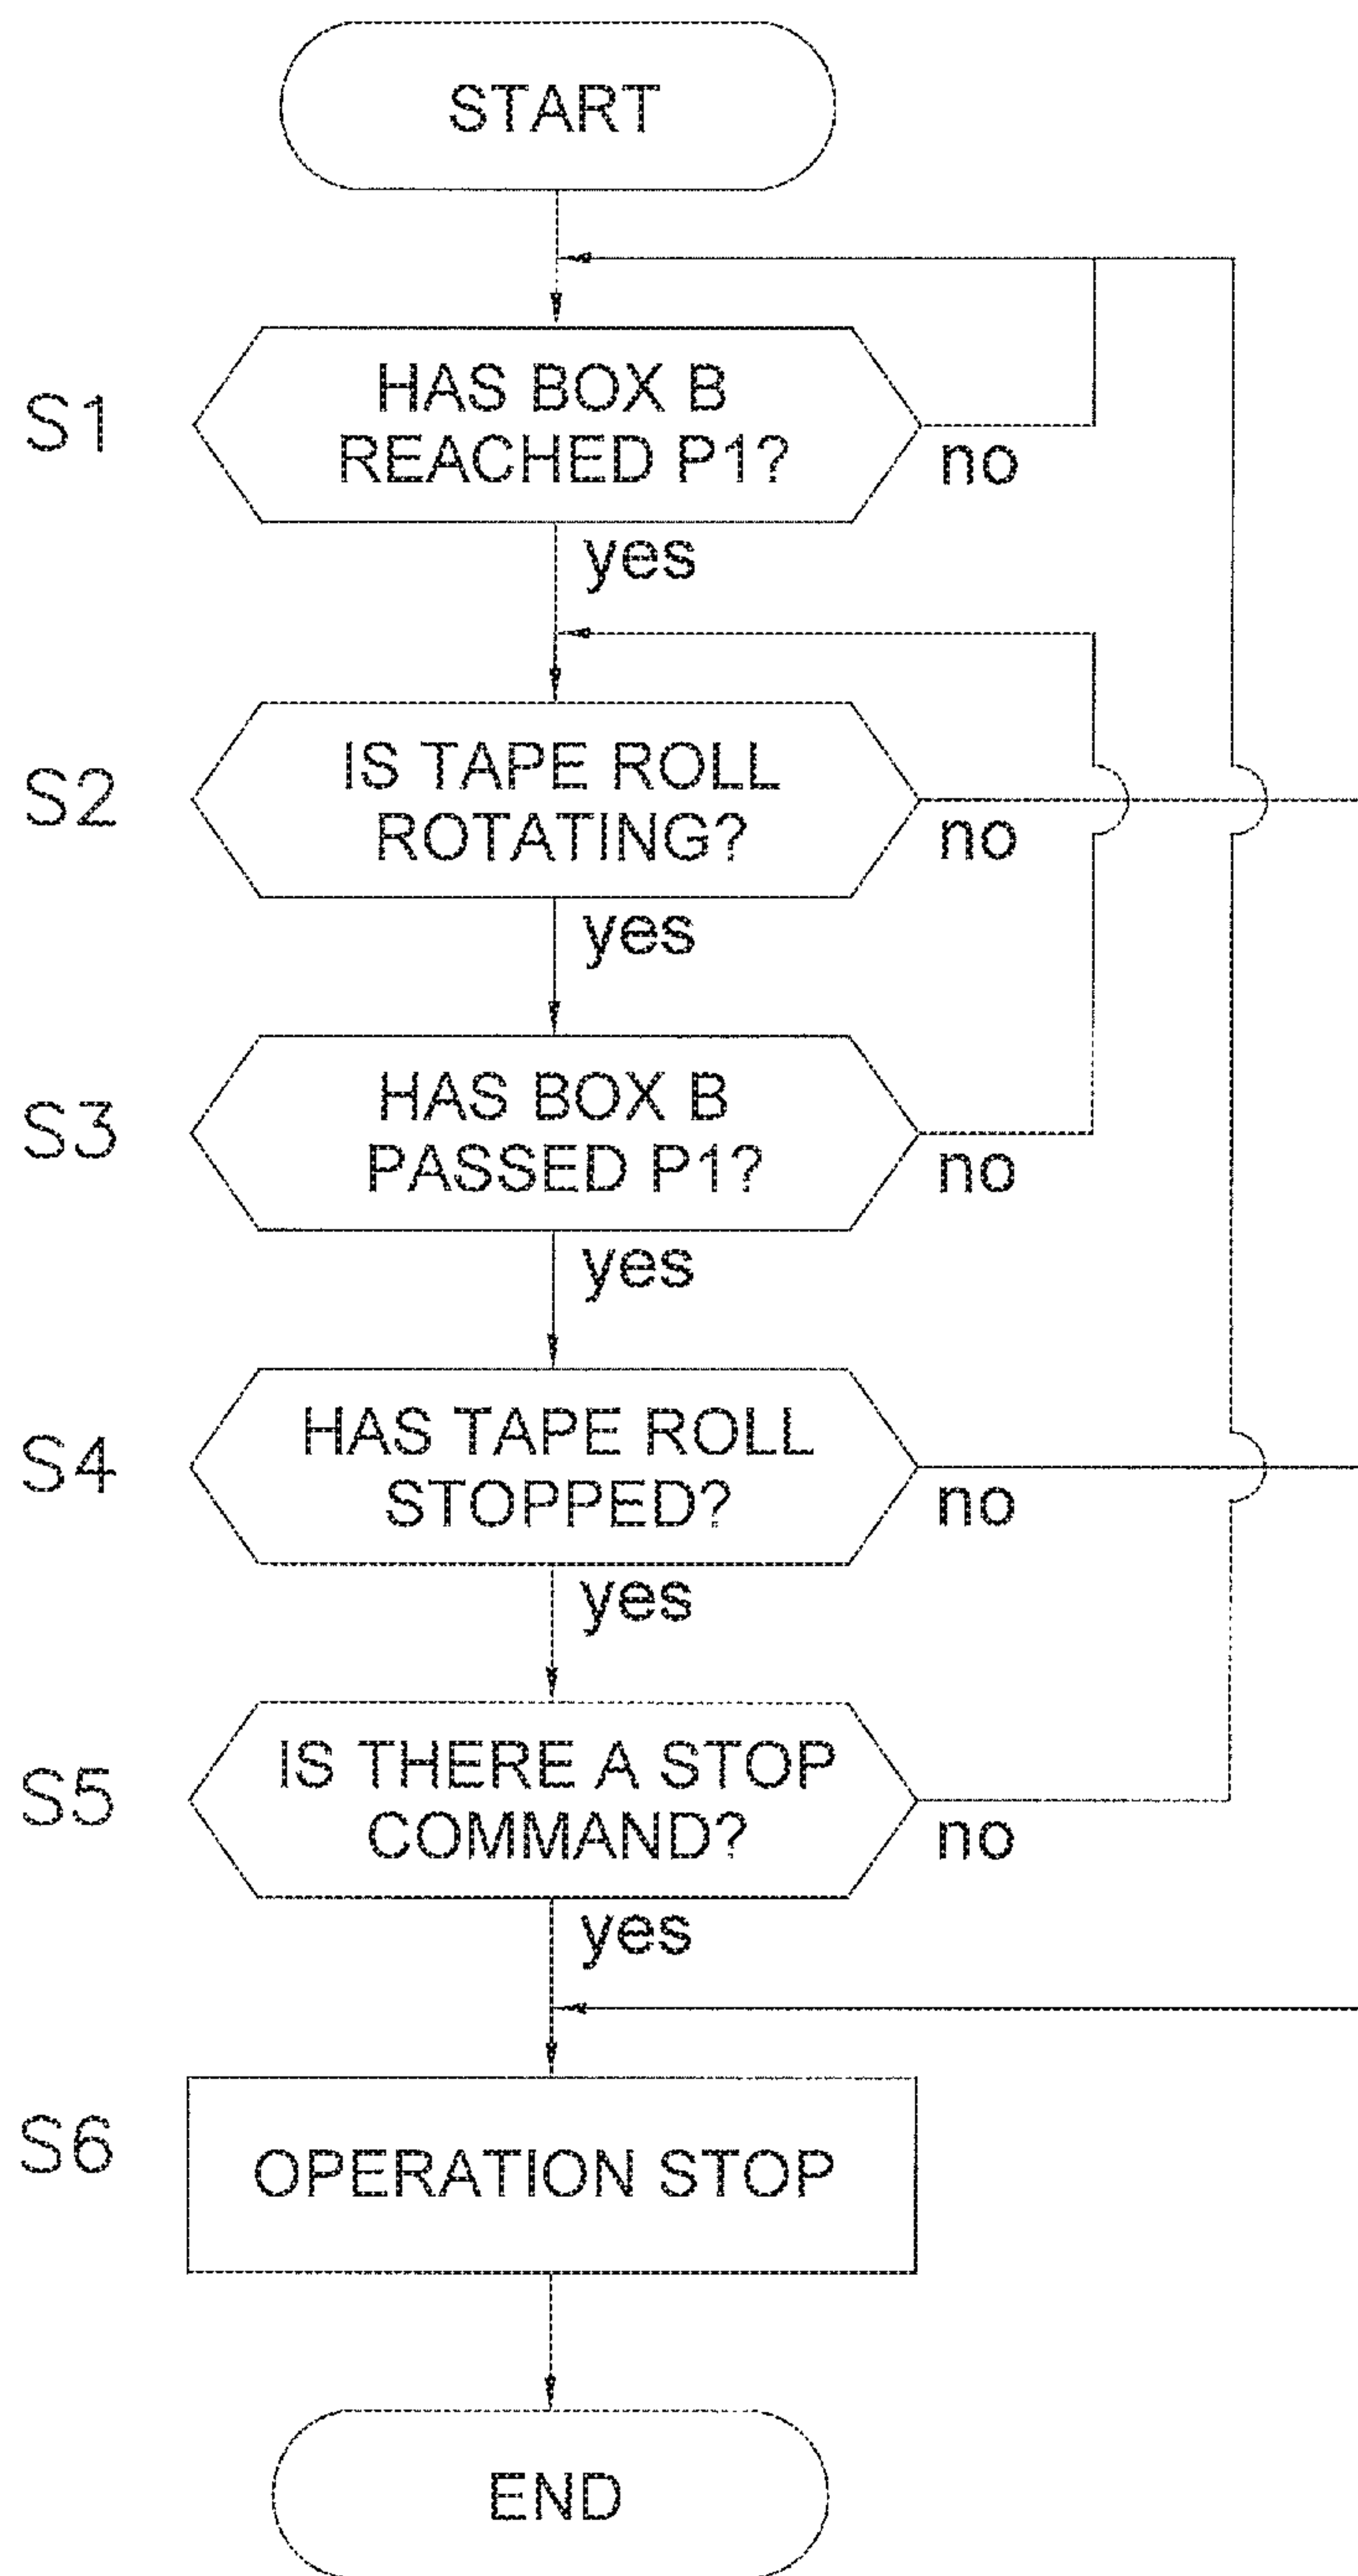 START
S1
HAS BOX B
REACHED P1?
no
yes
S2
IS TAPE ROLL
ROTATING?
no
yes
S3
HAS BOX B
PASSED P1?
no
yes
S4
HAS TAPE ROLL
STOPPED?
no
yes
S5
IS THERE A STOP
COMMAND?
no
yes
S6
OPERATION STOP
END